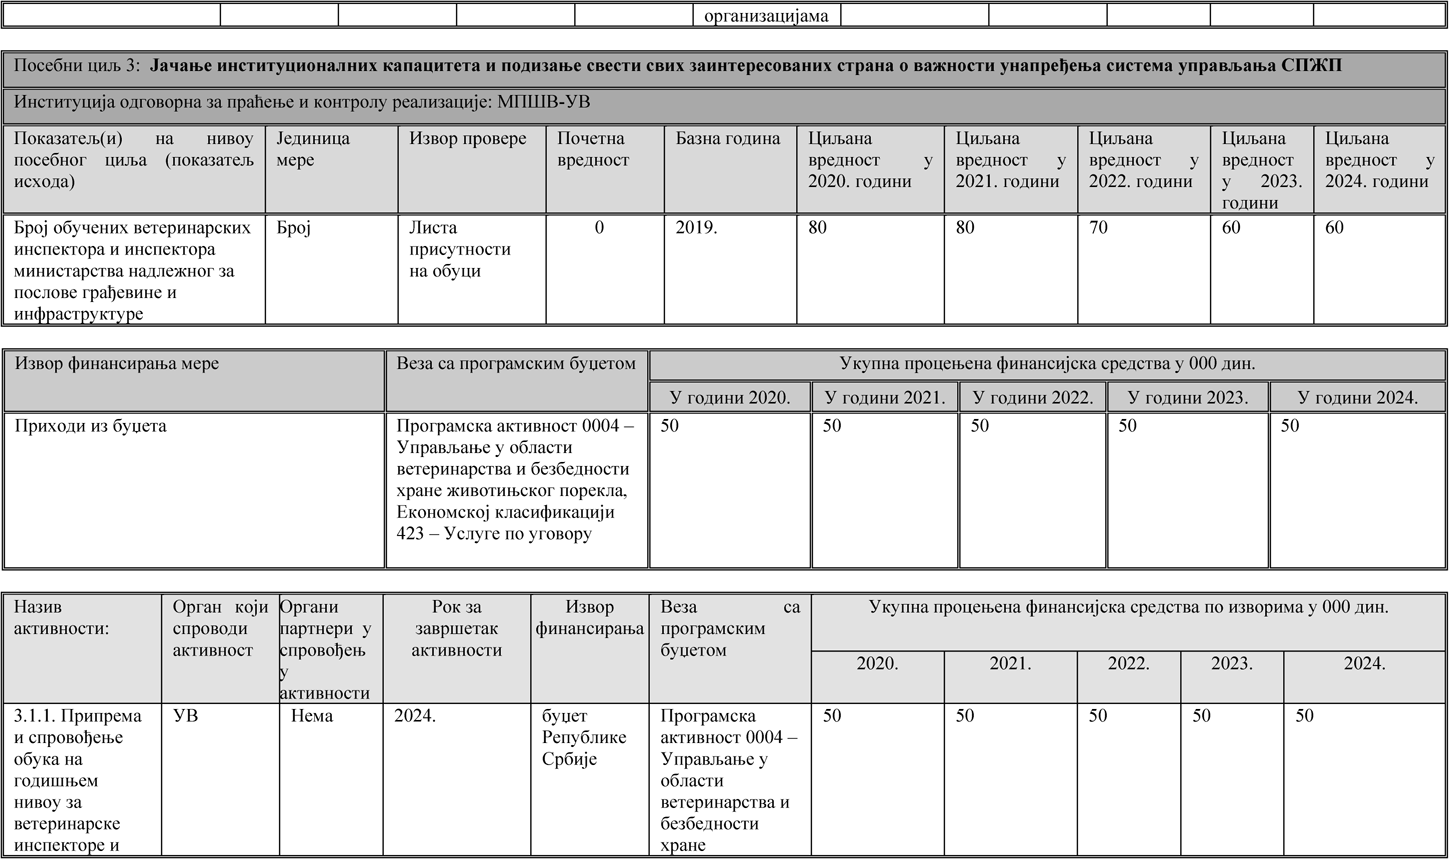 организацијама
Посебни циљ 3: Јачање институционалних капацитета и подизање свести свих заинтересованих страна о важности унапређења система управљања СПЖП
Институција одговорна за праћење и контролу реализације: МПШВ-УВ
Показатељ(и) на нивоу
посебног циља (показатељ
исхода)
Јединица
мере
Извор провере
Почетна
вредност
Базна година
Циљана
вредност у
2020. години
Циљана
вредност у
2021. години
Циљана
вредност у
2022. години
Циљана
вредност
у 2023.
години
Циљана
вредност у
2024. години
Број обучених ветеринарских
инспектора и инспектора
министарства надлежног за
послове грађевине и
инфраструктуре
Број
Листа
присутности
на обуци
0
2019.
80
80
70
60
60
Извор финансирања мере
Веза са програмским буџетом
Укупна процењена финансијска средства у 000 дин.
У години 2020.
У години 2021.
У години 2022.
У години 2023.
У години 2024.
Приходи из буџета
Програмска активност 0004 –
Управљање у области
ветеринарства и безбедности
хране животињског порекла,
Економској класификацији
423 – Услуге по уговору
50
50
50
50
50
Назив
активности:
Орган који
спроводи
активност
Органи
партнери у
спровођењ
у
активности
Рок за
завршетак
активности
Извор
финансирања
Веза са
програмским
буџетом
Укупна процењена финансијска средства по изворима у 000 дин.
2020.
2021.
2022.
2023.
2024.
3.1.1. Припрема
и спровођење
обука на
годишњем
нивоу за
ветеринарске
инспекторе и
УВ
Нема
2024.
буџет
Републике
Србије
Програмска
активност 0004 –
Управљање у
области
ветеринарства и
безбедности
хране
50
50
50
50
50